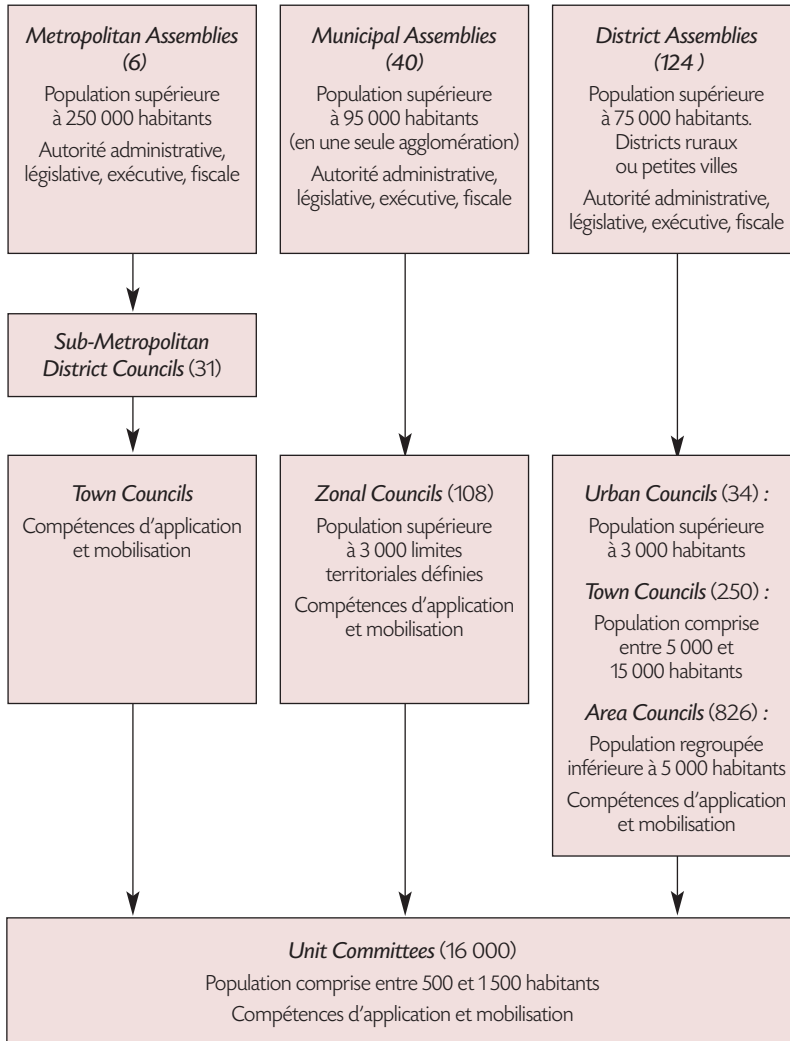 Metropolitan Assemblies
(6)
Population supérieure
à 250 000 habitants
Autorité administrative,
législative, exécutive, fiscale
Municipal Assemblies
(40)
Population supérieure
à 95 000 habitants
(en une seule agglomération)
Autorité administrative,
législative, exécutive, fiscale
District Assemblies
(124 )
Population supérieure
à 75 000 habitants.
Districts ruraux
ou petites villes
Autorité administrative,
législative, exécutive, fiscale
Sub-Metropolitan
District Councils (31)
Town Councils
Compétences d'application
et mobilisation
Zonal Councils (108)
Population supérieure
à 3 000 limites
territoriales définies
Compétences d'application
et mobilisation
Urban Councils (34) :
Population supérieure
à 3 000 habitants
Town Councils (250) :
Population comprise
entre 5 000 et
15 000 habitants
Area Councils (826) :
Population regroupée
inférieure à 5 000 habitants
Compétences d'application
et mobilisation
Unit Committees (16 000)
Population comprise entre 500 et 1 500 habitants
Compétences d'application et mobilisation